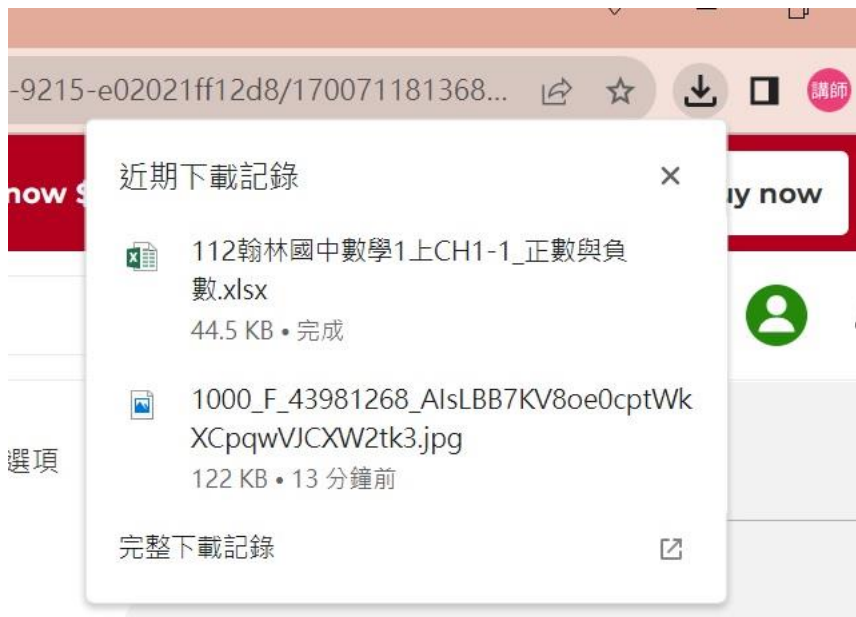 -9215-e02021ff12d8/170071181368...
講師
now $
近期下載記錄
uy now
112翰林國中數學1上CH1-1_正數與負
數.xlsx
44.5 KB • 完成
1000_F_43981268_AIsLBB7KV8oe0cptWk
XCpqwVJCXW2tk3.jpg
選項
122 KB • 13 分鐘前
完整下載記錄